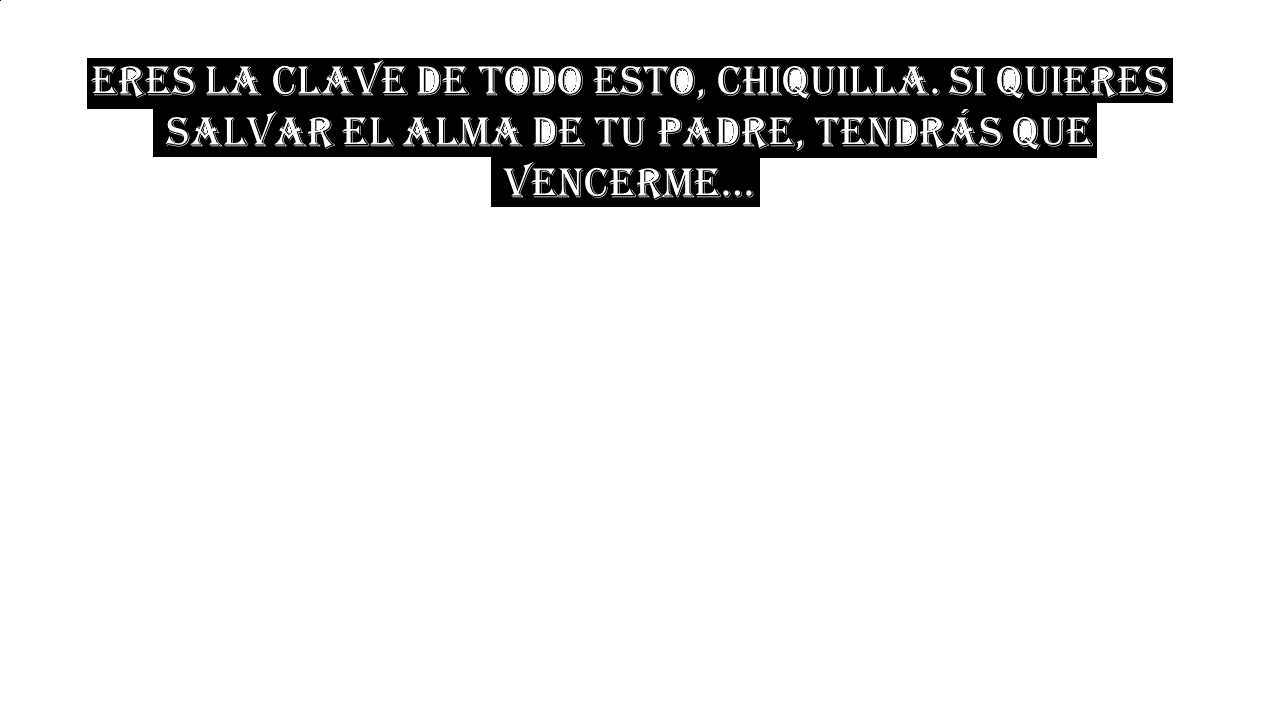 ERES LA CLAVE DE TODO ESTO, CHIQUILLA. SI QUIERES
SALVAR EL ALMA DE TU PADRE, TENDRÁS QUE
VENCERME...